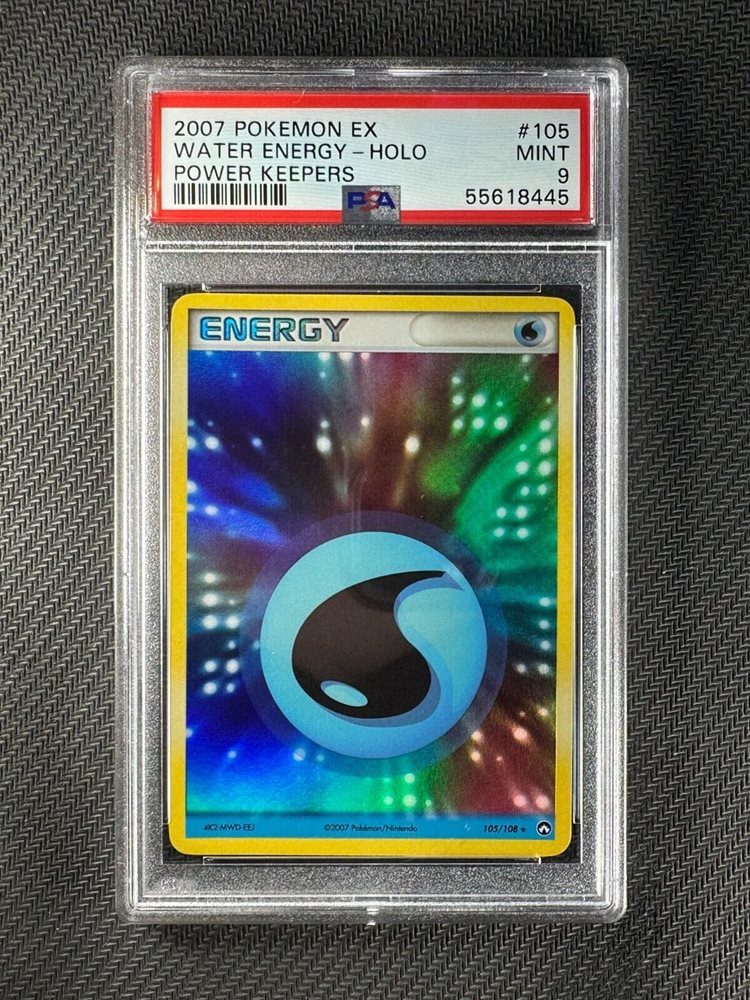 2007 POKEMON EX #105
WATER ENERGY - HOLO MINT
POWER KEEPERS 9
PSA 55618445
ENERGY
4K2-MWD-EEJ ©2007 Pokémon/Nintendo 105/108 ★